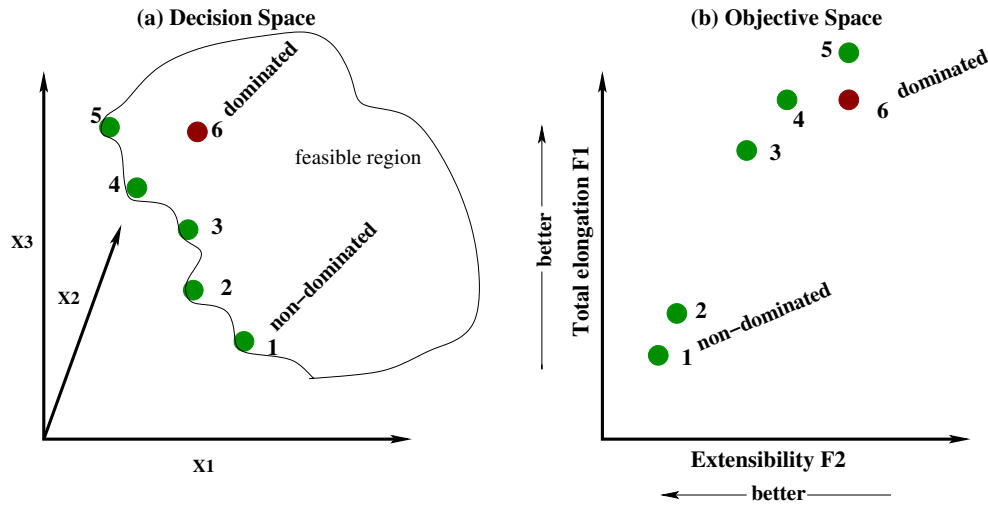 (a) Decision Space
5
6 dominated
feasible region
4
3
X3
X2
2
non-dominated
1
X1
(b) Objective Space
5
dominated
6
4
3
better
Total elongation F1
2
non-dominated
1
Extensibility F2
better